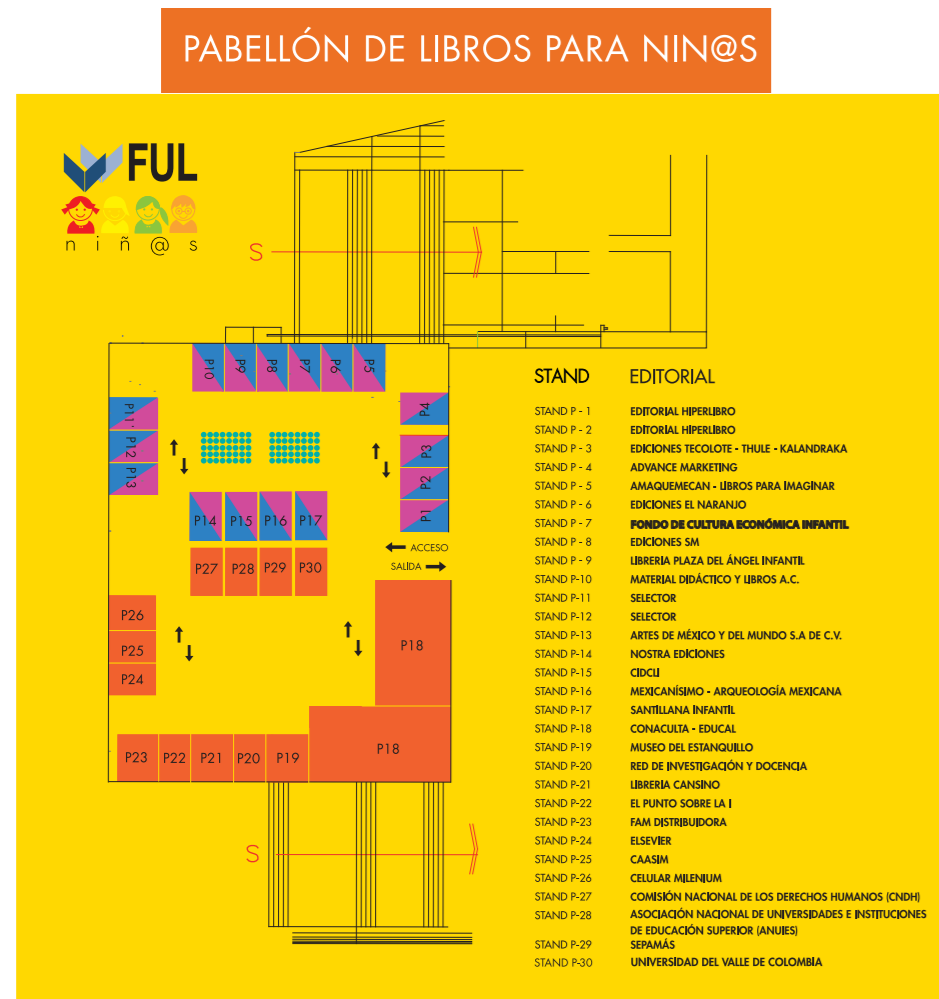 PABELLÓN DE LIBROS PARA NIN@S
FUL
niñ@s
S
P10 P9 P8 P7 P6 P5
P4
P11
P12
P13
P3
P2
P1
P14 P15 P16 P17
ACCESO
SALIDA
P27 P28 P29 P30
P26
P25
P24
P18
P23 P22 P21 P20 P19
P18
S
STAND EDITORIAL
STAND P - 1 EDITORIAL HIPERLIBRO
STAND P - 2 EDITORIAL HIPERLIBRO
STAND P - 3 EDICIONES TECOLOTE - THULE - KALANDRAKA
STAND P - 4 ADVANCE MARKETING
STAND P - 5 AMAQUEMECAN - LIBROS PARA IMAGINAR
STAND P - 6 EDICIONES EL NARANJO
STAND P - 7 FONDO DE CULTURA ECONÓMICA INFANTIL
STAND P - 8 EDICIONES SM
STAND P - 9 LIBRERIA PLAZA DEL ÁNGEL INFANTIL
STAND P-10 MATERIAL DIDÁCTICO Y LIBROS A.C.
STAND P-11 SELECTOR
STAND P-12 SELECTOR
STAND P-13 ARTES DE MÉXICO Y DEL MUNDO S.A DE C.V.
STAND P-14 NOSTRA EDICIONES
STAND P-15 CIDCLI
STAND P-16 MEXICANÍSIMO - ARQUEOLOGÍA MEXICANA
STAND P-17 SANTILLANA INFANTIL
STAND P-18 CONACULTA - EDUCAL
STAND P-19 MUSEO DEL ESTANQUILLO
STAND P-20 RED DE INVESTIGACIÓN Y DOCENCIA
STAND P-21 LIBRERIA CANSINO
STAND P-22 EL PUNTO SOBRE LA I
STAND P-23 FAM DISTRIBUIDORA
STAND P-24 ELSEVIER
STAND P-25 CAASIM
STAND P-26 CELULAR MILENIUM
STAND P-27 COMISIÓN NACIONAL DE LOS DERECHOS HUMANOS (CNDH)
STAND P-28 ASOCIACIÓN NACIONAL DE UNIVERSIDADES E INSTITUCIONES
DE EDUCACIÓN SUPERIOR (ANUIES)
STAND P-29 SEPAMÁS
STAND P-30 UNIVERSIDAD DEL VALLE DE COLOMBIA